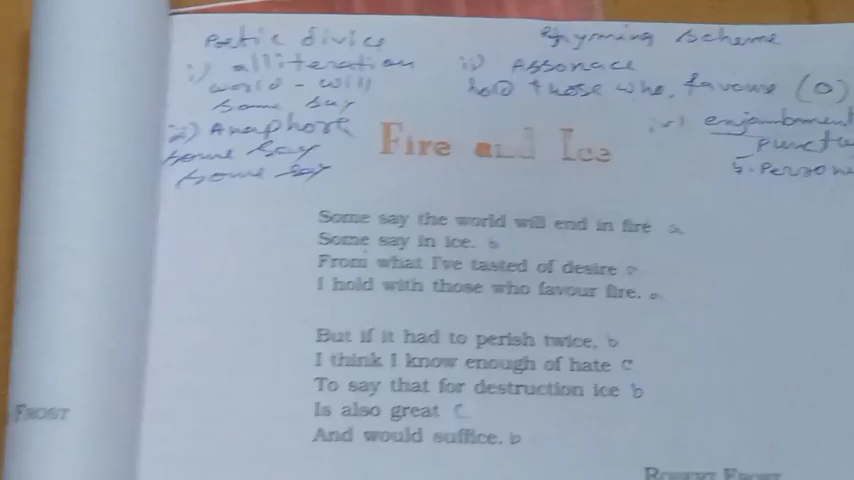 Poetic divice
Rhyming scheme
i) alliteration
ii) Assonace
world - will
hold those who, favour (o)
some say
iii) Anaphore
iv) enjambment
Fire and Ice
some say
punctu
some say
5. Person
Some say the world will end in fire a
Some say in ice. b
From what I've tasted of desire a
I hold with those who favour fire. a
But if it had to perish twice, b
I think I know enough of hate c
To say that for destruction ice b
Is also great c
FROST
And would suffice. b
ROBERT FROST